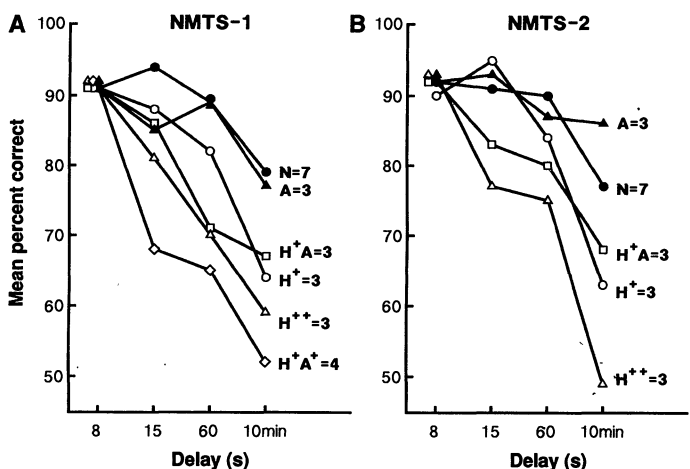 A NMTS-1
100
90
80
70
60
50
Mean percent correct
N=7
A=3
H⁺A=3
H⁺=3
H⁺⁺=3
H⁺A⁺=4
8 15 60 10min
Delay (s)
B NMTS-2
100
90
80
70
60
50
A=3
N=7
H⁺A=3
H⁺=3
H⁺⁺=3
8 15 60 10min
Delay (s)